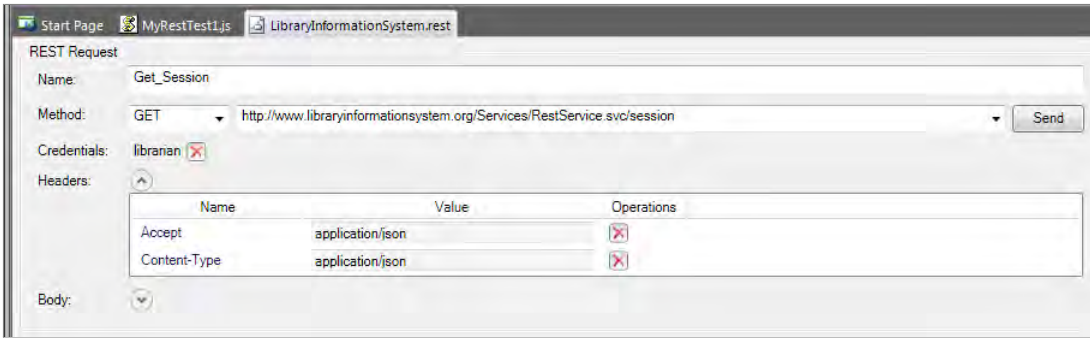 Start Page MyRestTest1.js LibraryInformationSystem.rest
REST Request
Name: Get_Session
Method: GET http://www.libraryinformationsystem.org/Services/RestService.svc/session Send
Credentials: librarian
Headers:
Name Value Operations
Accept application/json
Content-Type application/json
Body: